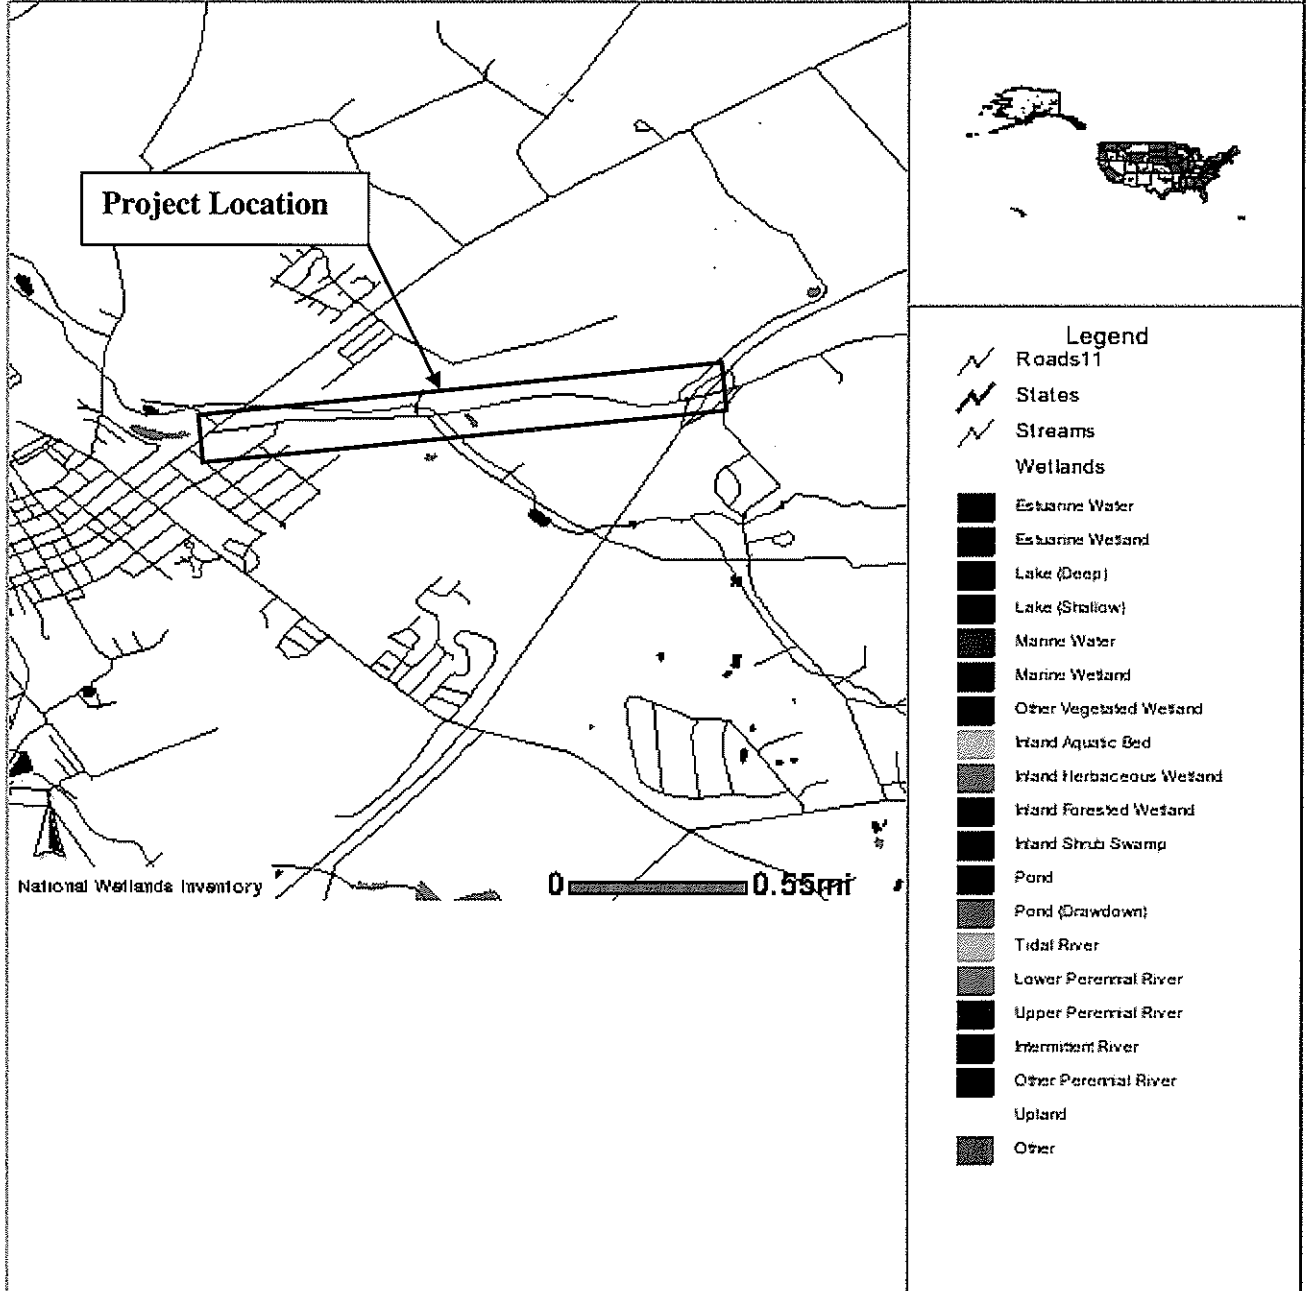 Project Location
National Wetlands Inventory
0 0.55mi
Legend
Roads11
States
Streams
Wetlands
Estuarine Water
Estuarine Wetland
Lake (Deep)
Lake (Shallow)
Marine Water
Marine Wetland
Other Vegetated Wetland
Inland Aquatic Bed
Inland Herbaceous Wetland
Inland Forested Wetland
Inland Shrub Swamp
Pond
Pond (Drawdown)
Tidal River
Lower Perennial River
Upper Perennial River
Intermittent River
Other Perennial River
Upland
Other